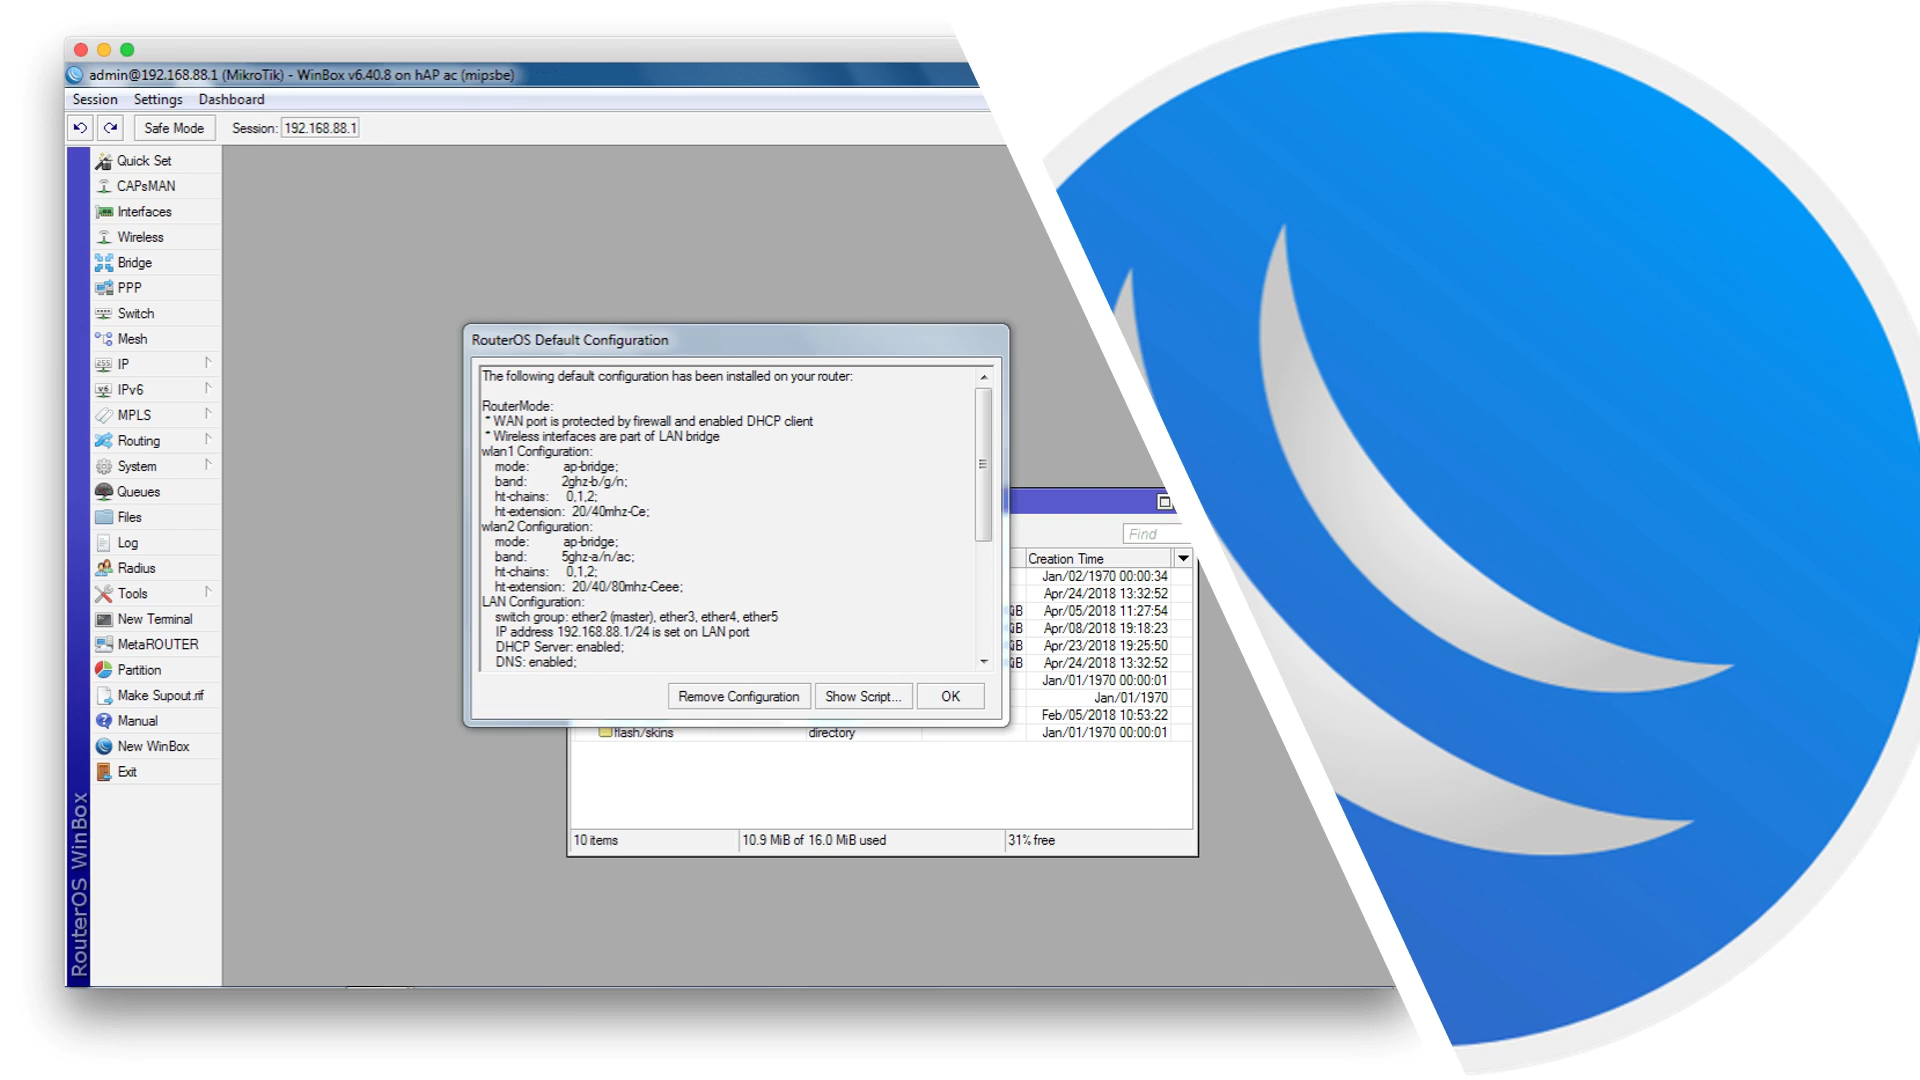 admin@192.168.88.1 (MikroTik) - WinBox v6.40.8 on hAP ac (mipsbe)
Session Settings Dashboard
Safe Mode Session: 192.168.88.1
Quick Set
CAPsMAN
Interfaces
Wireless
Bridge
PPP
Switch
Mesh
IP
IPv6
MPLS
Routing
System
Queues
Files
Log
Radius
Tools
New Terminal
MetaROUTER
Partition
Make Supout.rif
Manual
New WinBox
Exit
RouterOS WinBox
RouterOS Default Configuration
The following default configuration has been installed on your router:
RouterMode:
* WAN port is protected by firewall and enabled DHCP client
* Wireless interfaces are part of LAN bridge
wlan1 Configuration:
mode: ap-bridge;
band: 2ghz-b/g/n;
ht-chains: 0,1,2;
ht-extension: 20/40mhz-Ce;
wlan2 Configuration:
mode: ap-bridge;
band: 5ghz-a/n/ac;
ht-chains: 0,1,2;
ht-extension: 20/40/80mhz-Ceee;
LAN Configuration:
switch group: ether2 (master), ether3, ether4, ether5
IP address 192.168.88.1/24 is set on LAN port
DHCP Server: enabled;
DNS: enabled;
Remove Configuration Show Script... OK
Find
Creation Time
Jan/02/1970 00:00:34
Apr/24/2018 13:32:52
Apr/05/2018 11:27:54
Apr/08/2018 19:18:23
Apr/23/2018 19:25:50
Apr/24/2018 13:32:52
Jan/01/1970 00:00:01
Jan/01/1970
Feb/05/2018 10:53:22
flash/skins directory Jan/01/1970 00:00:01
10 items 10.9 MiB of 16.0 MiB used 31% free